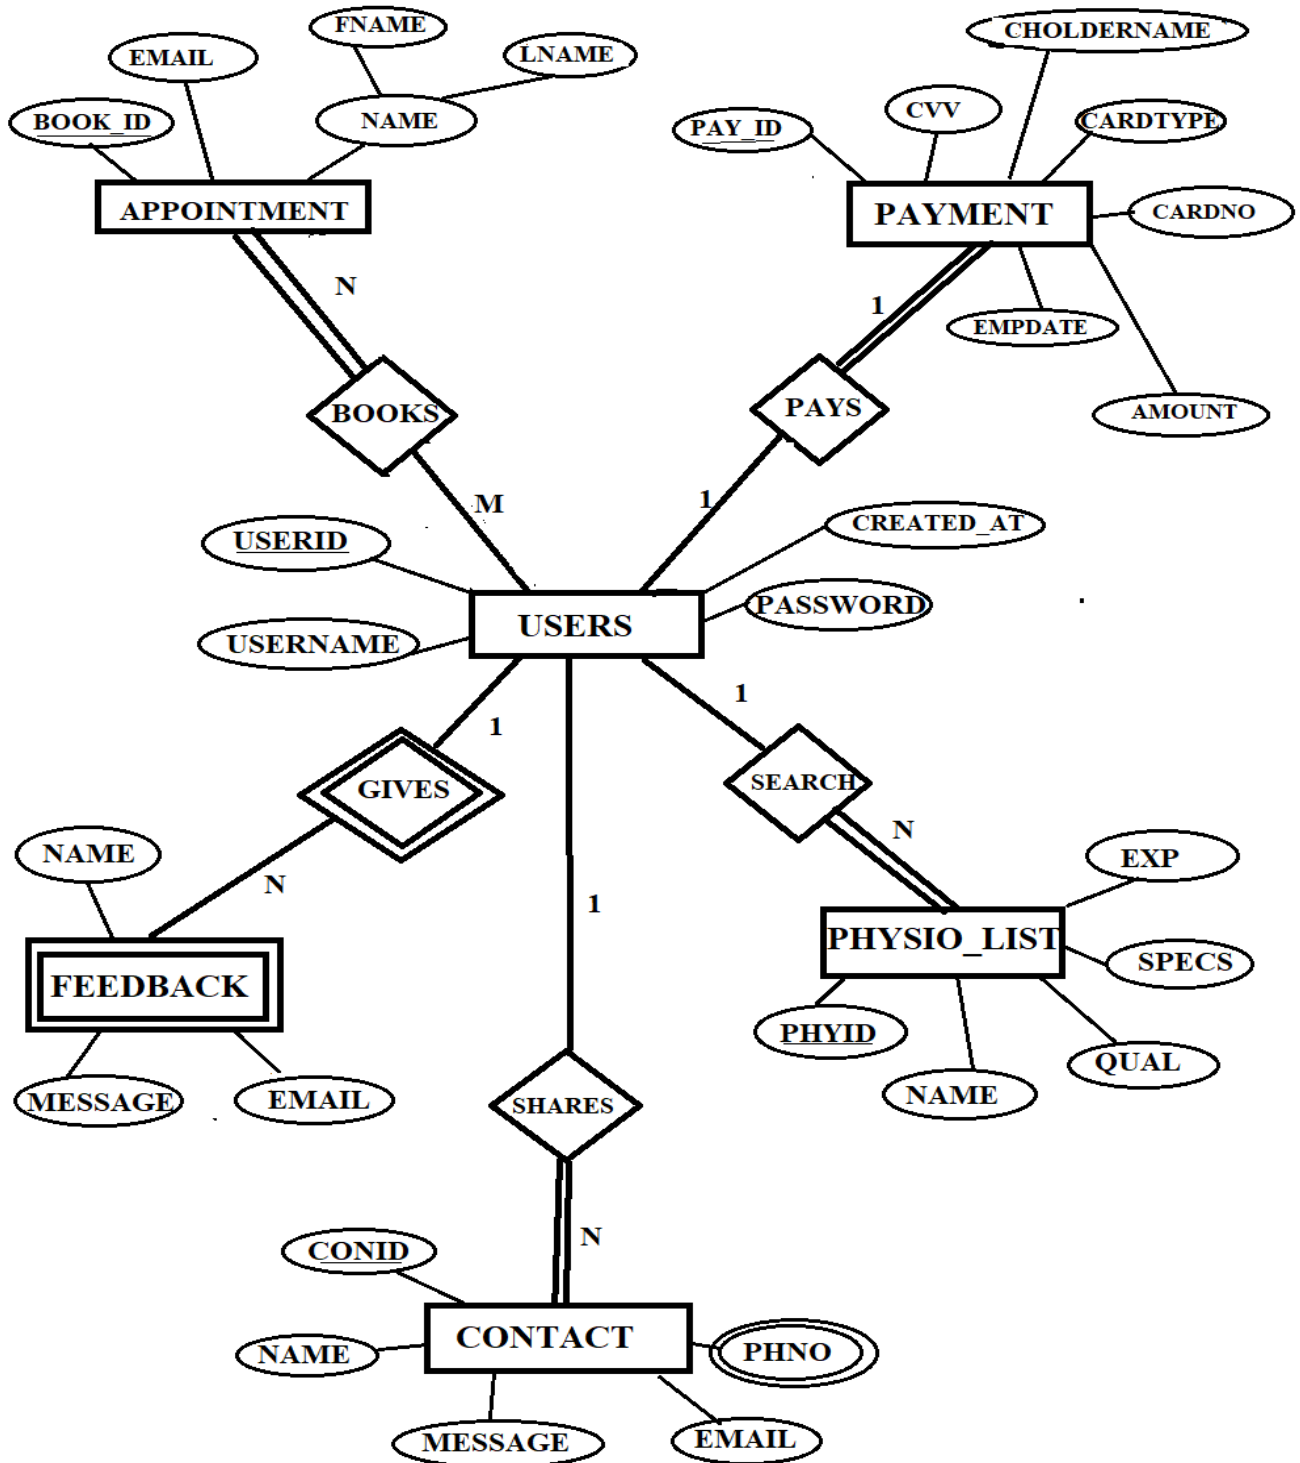 FNAME
CHOLDERNAME
EMAIL
LNAME
BOOK_ID
NAME
PAY_ID
CVV
CARDTYPE
APPOINTMENT
PAYMENT
CARDNO
N
1
EMPDATE
BOOKS
PAYS
AMOUNT
M
1
USERID
CREATED_AT
USERS
PASSWORD
USERNAME
1
1
GIVES
SEARCH
NAME
N
N
EXP
1
FEEDBACK
PHYSIO_LIST
SPECS
PHYID
QUAL
MESSAGE
EMAIL
SHARES
NAME
N
CONID
CONTACT
NAME
PHNO
MESSAGE
EMAIL